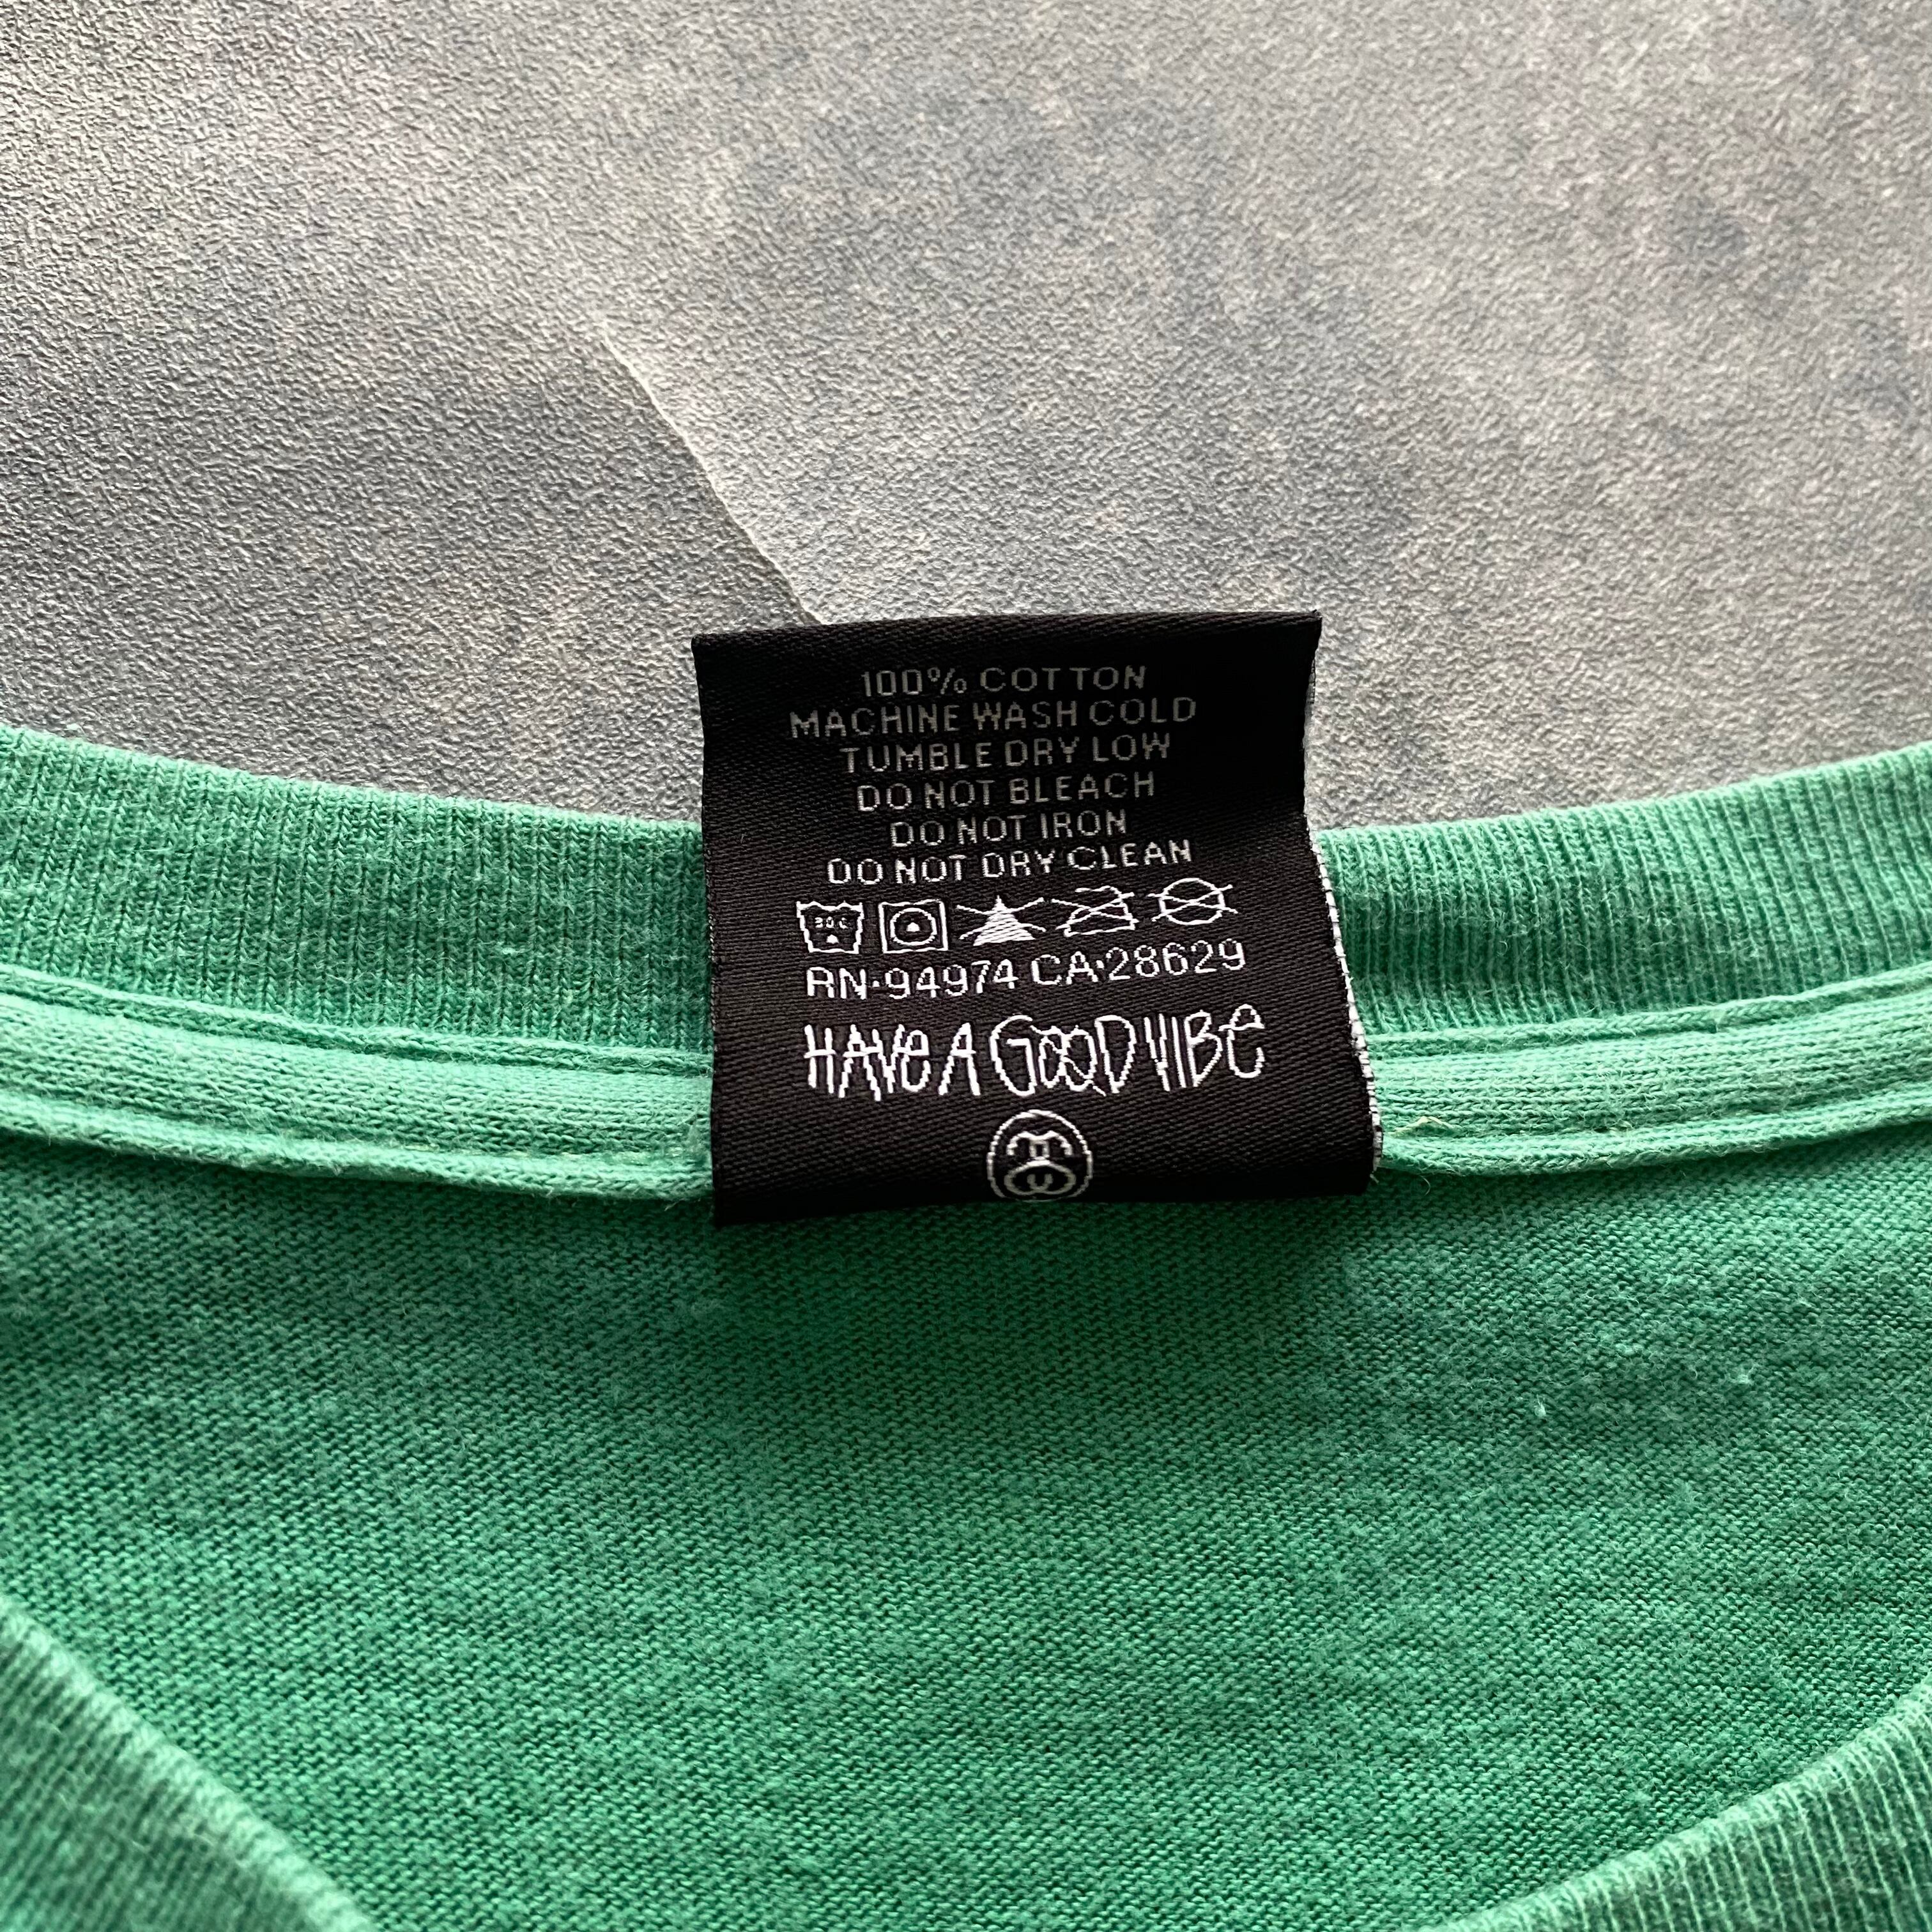 100% COTTON
MACHINE WASH COLD
TUMBLE DRY LOW
DO NOT BLEACH
DO NOT IRON
DO NOT DRY CLEAN
30C
RN·94974 CA·28629
HAVE A GOOD VIBE